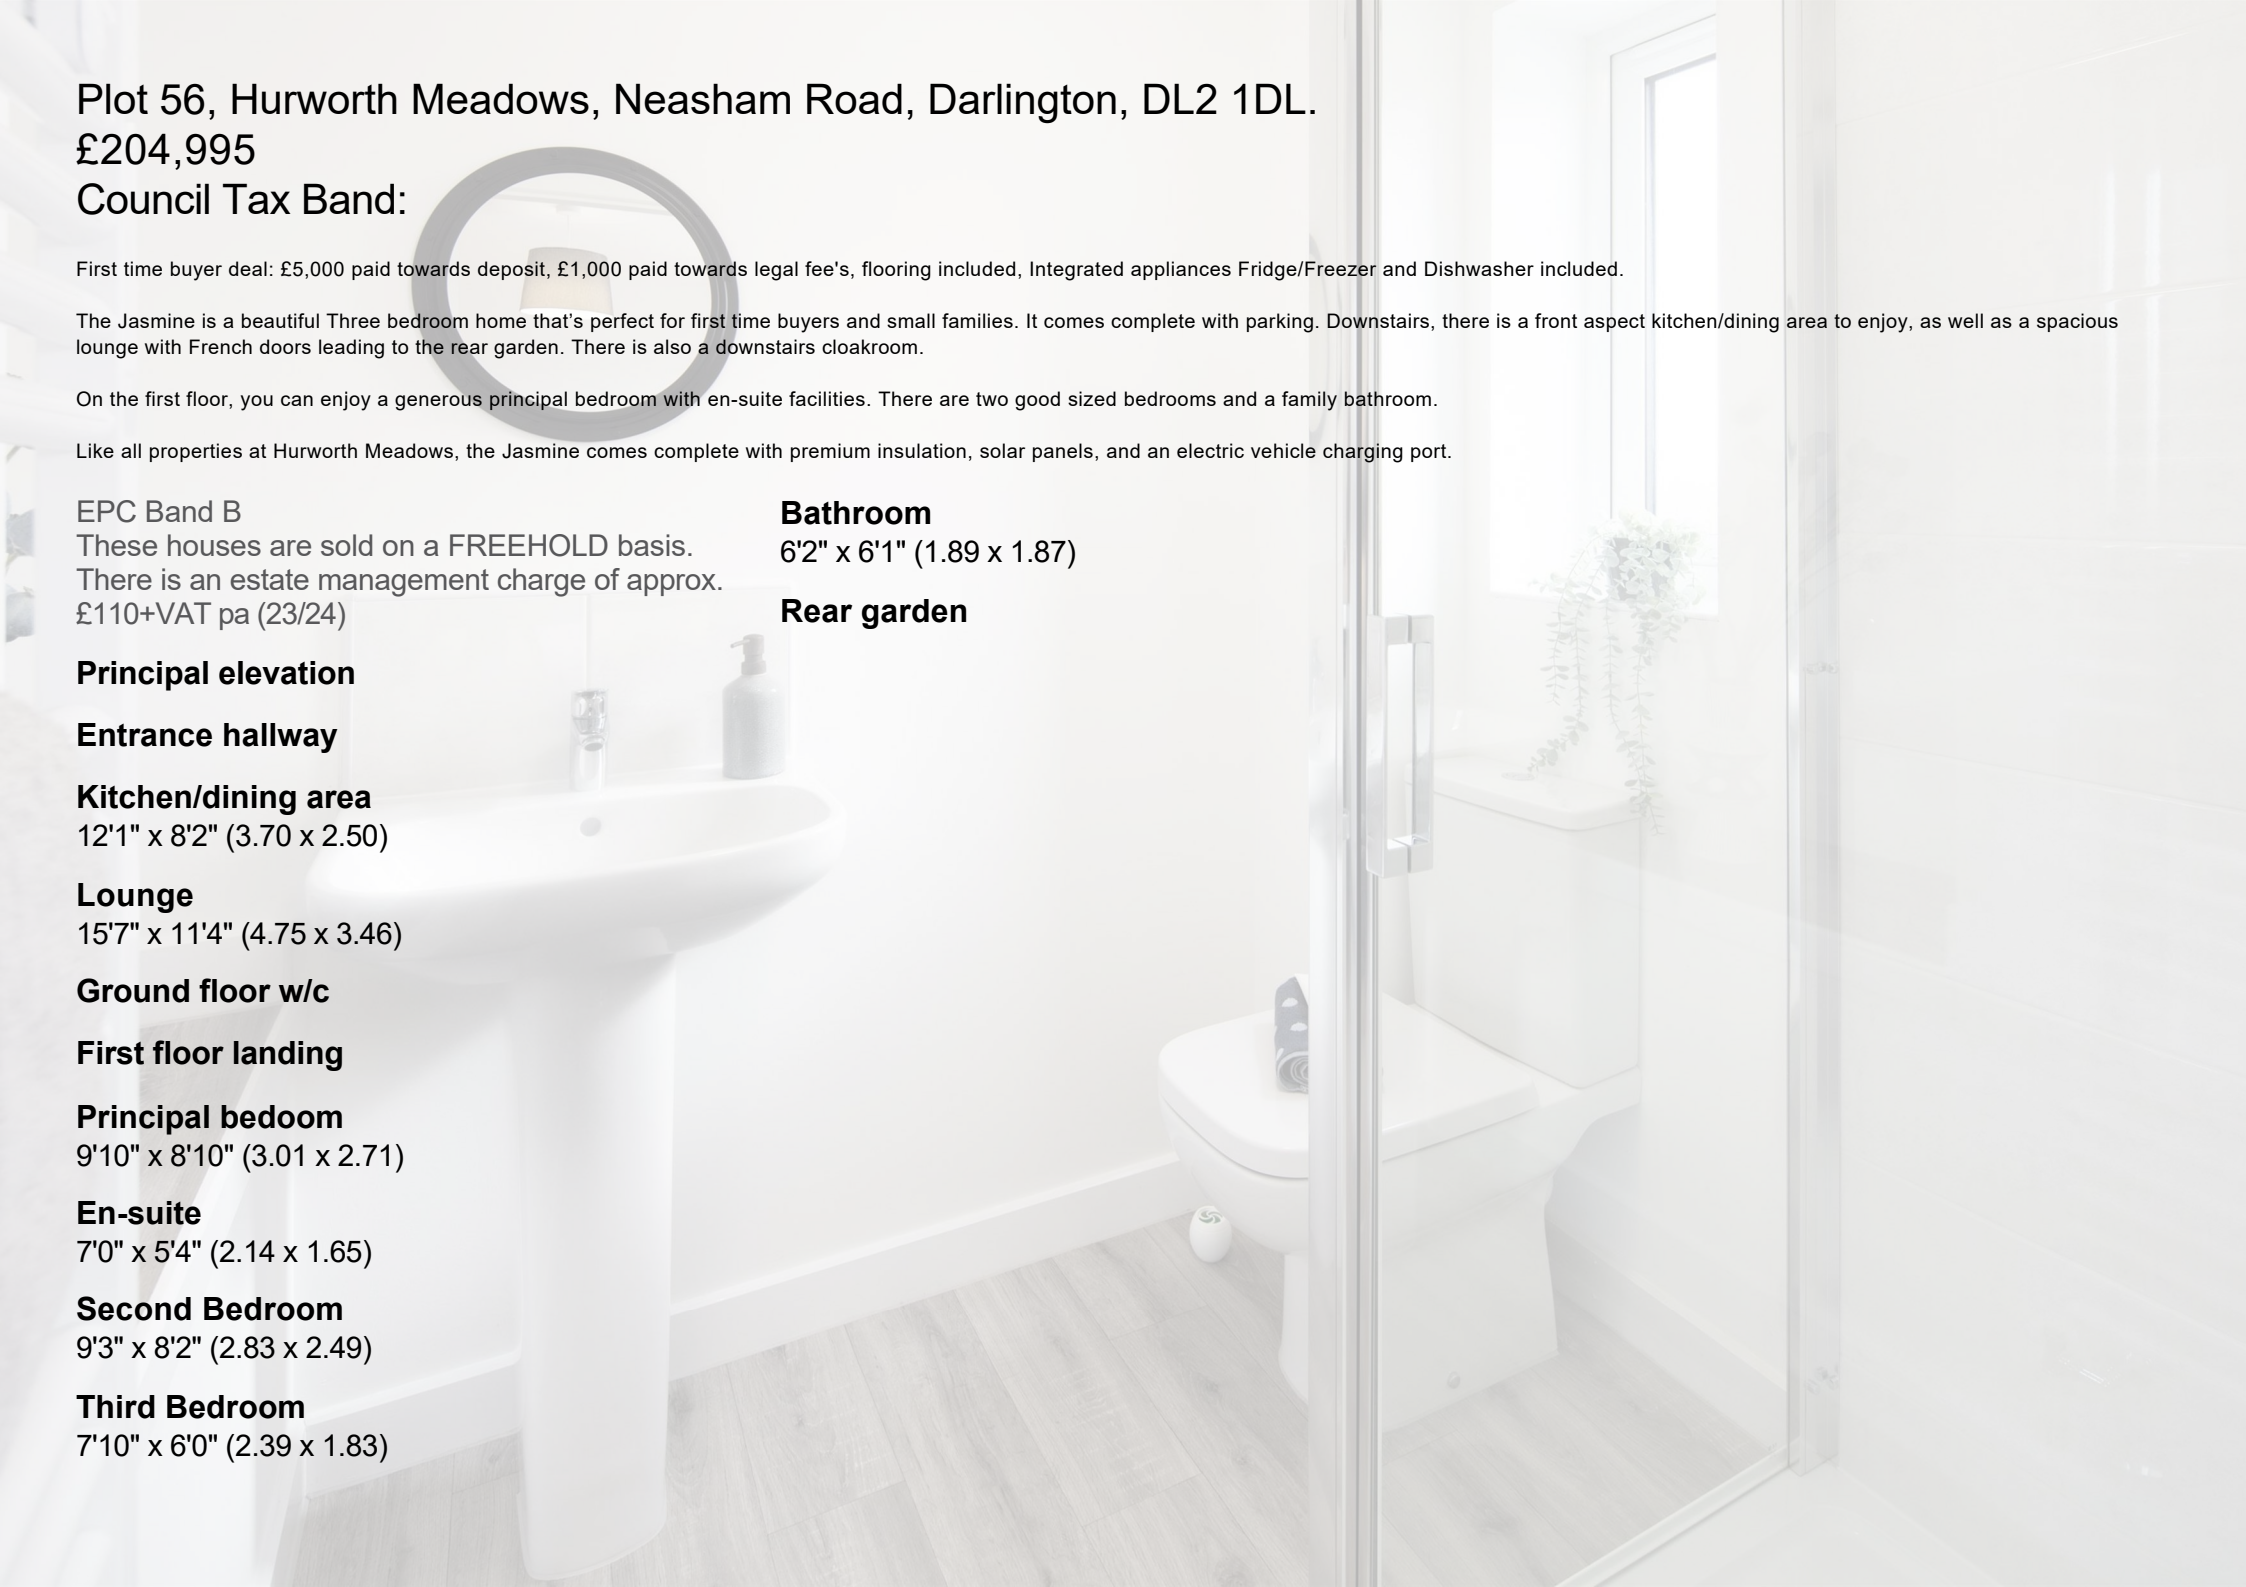 Plot 56, Hurworth Meadows, Neasham Road, Darlington, DL2 1DL.
£204,995
Council Tax Band:
First time buyer deal: £5,000 paid towards deposit, £1,000 paid towards legal fee's, flooring included, Integrated appliances Fridge/Freezer and Dishwasher included.
The Jasmine is a beautiful Three bedroom home that’s perfect for first time buyers and small families. It comes complete with parking. Downstairs, there is a front aspect kitchen/dining area to enjoy, as well as a spacious
lounge with French doors leading to the rear garden. There is also a downstairs cloakroom.
On the first floor, you can enjoy a generous principal bedroom with en-suite facilities. There are two good sized bedrooms and a family bathroom.
Like all properties at Hurworth Meadows, the Jasmine comes complete with premium insulation, solar panels, and an electric vehicle charging port.
EPC Band B
These houses are sold on a FREEHOLD basis.
There is an estate management charge of approx.
£110+VAT pa (23/24)
Principal elevation
Entrance hallway
Kitchen/dining area
12'1" x 8'2" (3.70 x 2.50)
Lounge
15'7" x 11'4" (4.75 x 3.46)
Ground floor w/c
First floor landing
Principal bedoom
9'10" x 8'10" (3.01 x 2.71)
En-suite
7'0" x 5'4" (2.14 x 1.65)
Second Bedroom
9'3" x 8'2" (2.83 x 2.49)
Third Bedroom
7'10" x 6'0" (2.39 x 1.83)
Bathroom
6'2" x 6'1" (1.89 x 1.87)
Rear garden